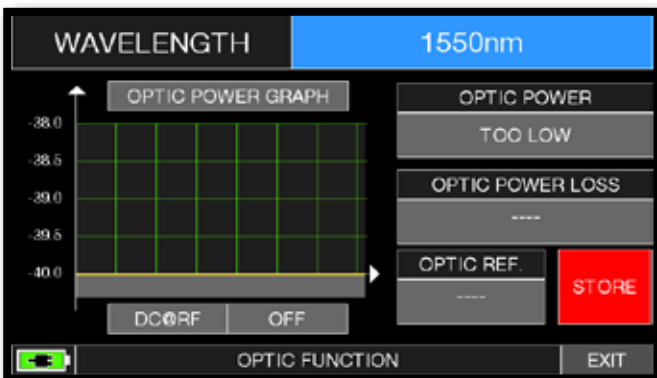 WAVELENGTH 1550nm
OPTIC POWER GRAPH
-38.0
-38.5
-39.0
-39.5
-40.0
DC@RF OFF
OPTIC POWER
TOO LOW
OPTIC POWER LOSS
----
OPTIC REF.
----
STORE
OPTIC FUNCTION EXIT